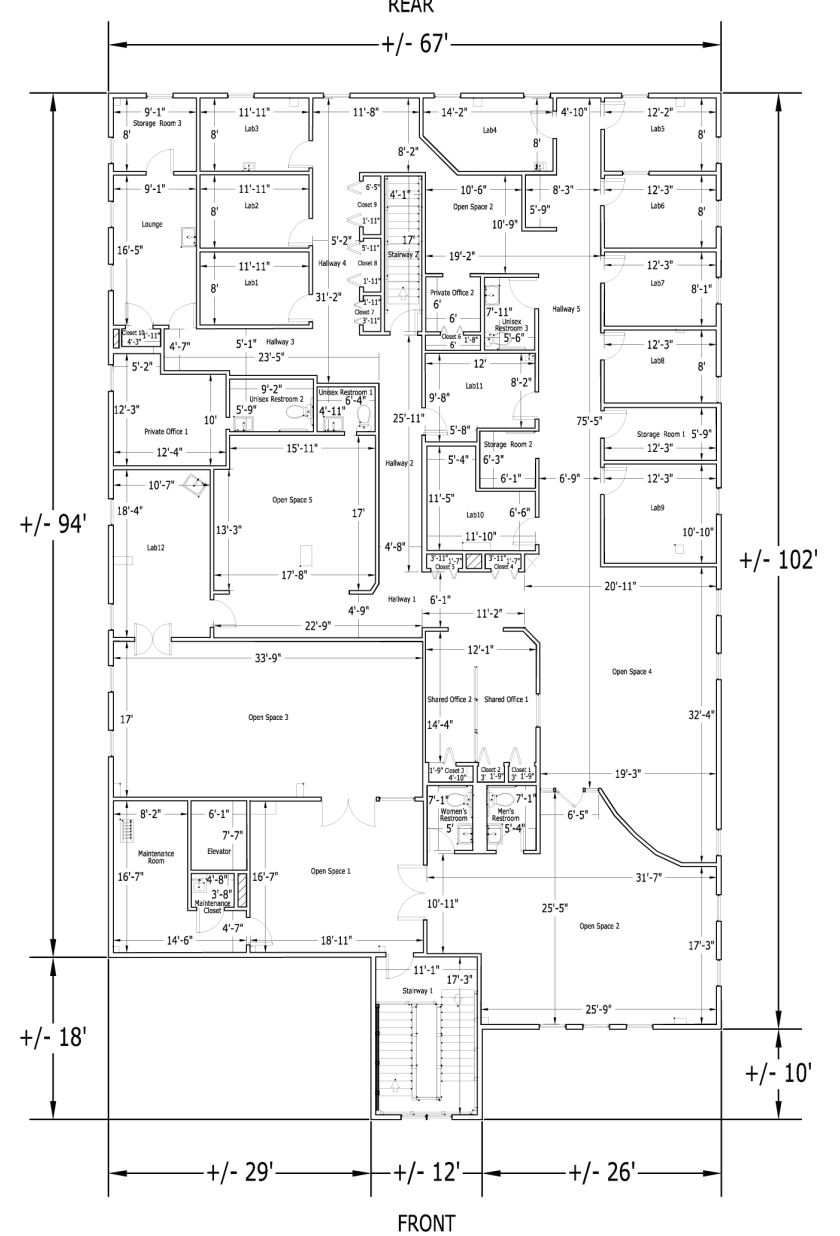 REAR
+/- 67'
9'-1"
Storage Room 3
8'
11'-11"
Lab3
8'
11'-8"
8'-2"
14'-2"
Lab4
8'
4'-10"
12'-2"
Lab5
8'
9'-1"
Lounge
16'-5"
11'-11"
Lab2
8'
6'-5"
Closet 9
1'-11"
4'-1"
17'
Stairway 2
10'-6"
Open Space 2
10'-9"
19'-2"
8'-3"
5'-9"
12'-3"
Lab6
8'
5'-2"
Hallway 4
31'-2"
5'-11"
Closet 8
1'-11"
11'-11"
Lab1
8'
1'-11"
Closet 7
3'-11"
Private Office 2
6'
6'
Closet 6
1'-8"
6'
7'-11"
Unisex
Restroom 3
5'-6"
Hallway 5
12'-3"
Lab7
8'-1"
Closet 10
1'-11"
4'-3"
4'-7"
5'-1"
Hallway 3
23'-5"
12'-3"
Lab8
8'
5'-2"
12'-3"
10'
Private Office 1
12'-4"
9'-2"
Unisex Restroom 2
5'-9"
Unisex Restroom 1
6'-4"
4'-11"
25'-11"
Hallway 2
4'-8"
12'
Lab11
9'-8"
8'-2"
5'-8"
75'-5"
Storage Room 1
5'-9"
12'-3"
15'-11"
Open Space 5
17'
13'-3"
17'-8"
5'-4"
Storage Room 2
6'-3"
6'-1"
6'-9"
11'-5"
6'-6"
Lab10
11'-10"
12'-3"
Lab9
10'-10"
10'-7"
18'-4"
Lab12
+/- 94'
+/- 102'
3'-11"
1'-7"
Closet 5
3'-11"
1'-7"
Closet 4
20'-11"
4'-9"
Hallway 1
6'-1"
11'-2"
22'-9"
33'-9"
17'
Open Space 3
12'-1"
Shared Office 2
Shared Office 1
14'-4"
Open Space 4
32'-4"
19'-3"
1'-9"
Closet 3
4'-10"
Closet 2
3'
1'-9"
Closet 1
3'
1'-9"
7'-1"
Women's
Restroom
5'
7'-1"
Men's
Restroom
5'-4"
6'-5"
8'-2"
Maintenance
Room
16'-7"
6'-1"
7'-7"
Elevator
4'-8"
3'-8"
Maintenance
Closet
4'-7"
14'-6"
16'-7"
Open Space 1
18'-11"
10'-11"
31'-7"
25'-5"
Open Space 2
17'-3"
25'-9"
11'-1"
17'-3"
Stairway 1
+/- 18'
+/- 10'
+/- 29'
+/- 12'
+/- 26'
FRONT